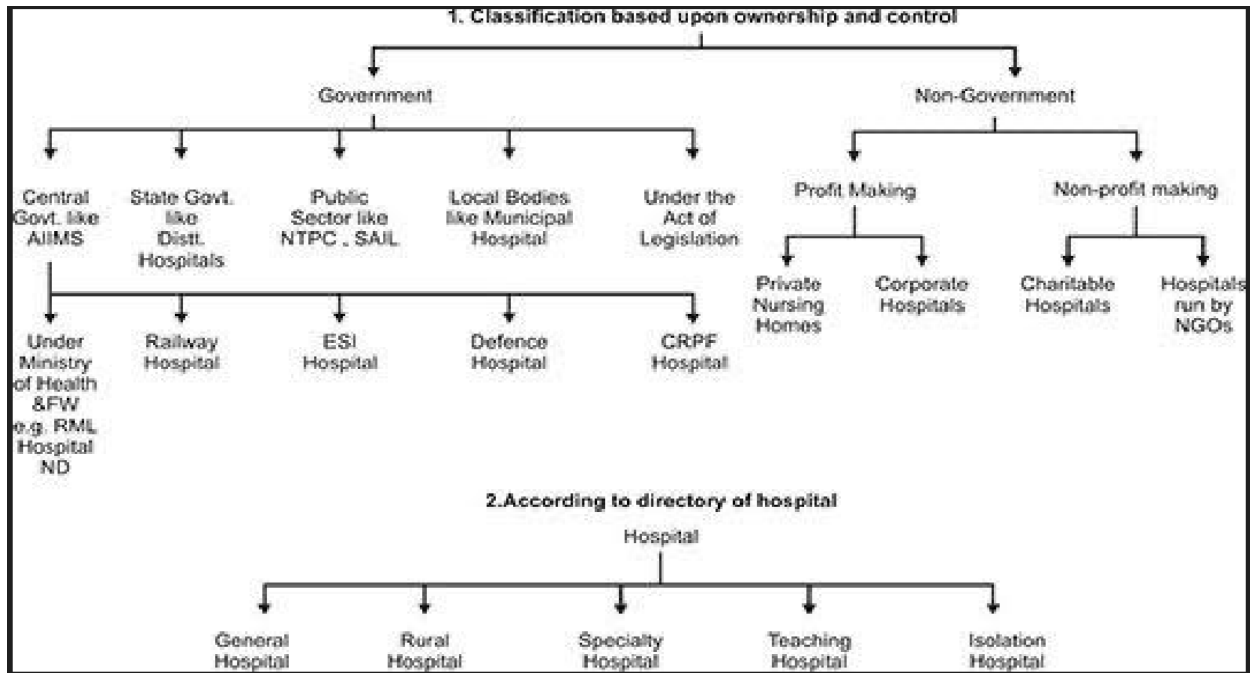 1. Classification based upon ownership and control
Government
Non-Government
Central
Govt. like
AIIMS
State Govt.
like
Distt.
Hospitals
Public
Sector like
NTPC , SAIL
Local Bodies
like Municipal
Hospital
Under the
Act of
Legislation
Profit Making
Non-profit making
Private
Nursing
Homes
Corporate
Hospitals
Charitable
Hospitals
Hospitals
run by
NGOs
Under
Ministry
of Health
&FW
e.g. RML
Hospital
ND
Railway
Hospital
ESI
Hospital
Defence
Hospital
CRPF
Hospital
2.According to directory of hospital
Hospital
General
Hospital
Rural
Hospital
Specialty
Hospital
Teaching
Hospital
Isolation
Hospital